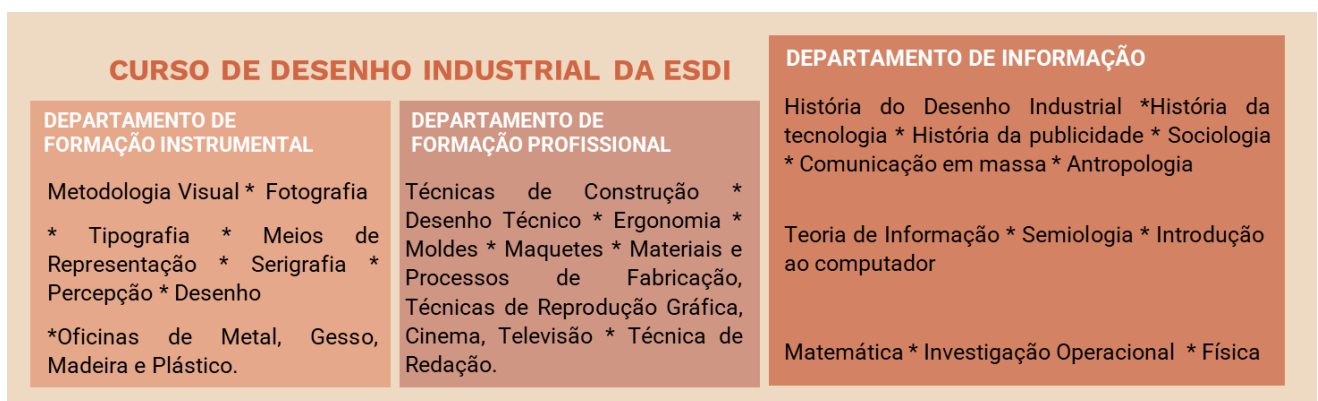 CURSO DE DESENHO INDUSTRIAL DA ESDI
DEPARTAMENTO DE
FORMAÇÃO INSTRUMENTAL
Metodologia Visual * Fotografia
* Tipografia * Meios de
Representação * Serigrafia *
Percepção * Desenho
*Oficinas de Metal, Gesso,
Madeira e Plástico.
DEPARTAMENTO DE
FORMAÇÃO PROFISSIONAL
Técnicas de Construção *
Desenho Técnico * Ergonomia *
Moldes * Maquetes * Materiais e
Processos de Fabricação,
Técnicas de Reprodução Gráfica,
Cinema, Televisão * Técnica de
Redação.
DEPARTAMENTO DE INFORMAÇÃO
História do Desenho Industrial *História da
tecnologia * História da publicidade * Sociologia
* Comunicação em massa * Antropologia
Teoria de Informação * Semiologia * Introdução
ao computador
Matemática * Investigação Operacional * Física